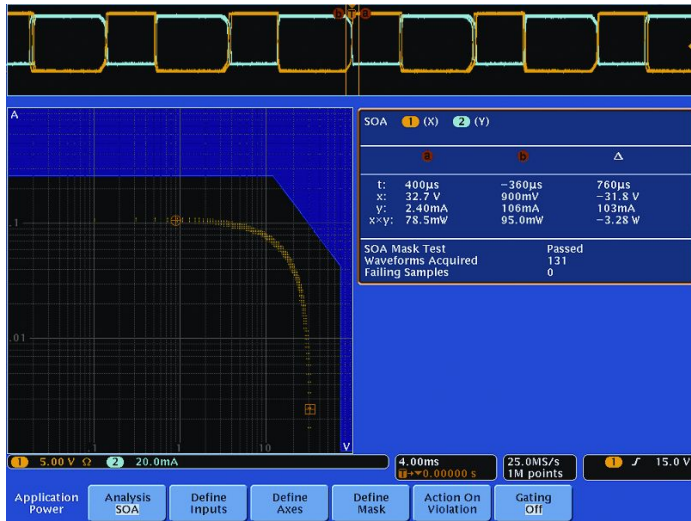 b T a
A
SOA 1 (X) 2 (Y)
a b Δ
t: 400µs −360µs 760µs
x: 32.7 V 900mV −31.8 V
y: 2.40mA 106mA 103mA
x×y: 78.5mW 95.0mW −3.28 W
SOA Mask Test Passed
Waveforms Acquired 131
Failing Samples 0
.1
.01
.1 1 10 V
1 5.00 V Ω 2 20.0mA 4.00ms 25.0MS/s 1 15.0 V
T→▼0.00000 s 1M points
Application Analysis Define Define Define Action On Gating
Power SOA Inputs Axes Mask Violation Off